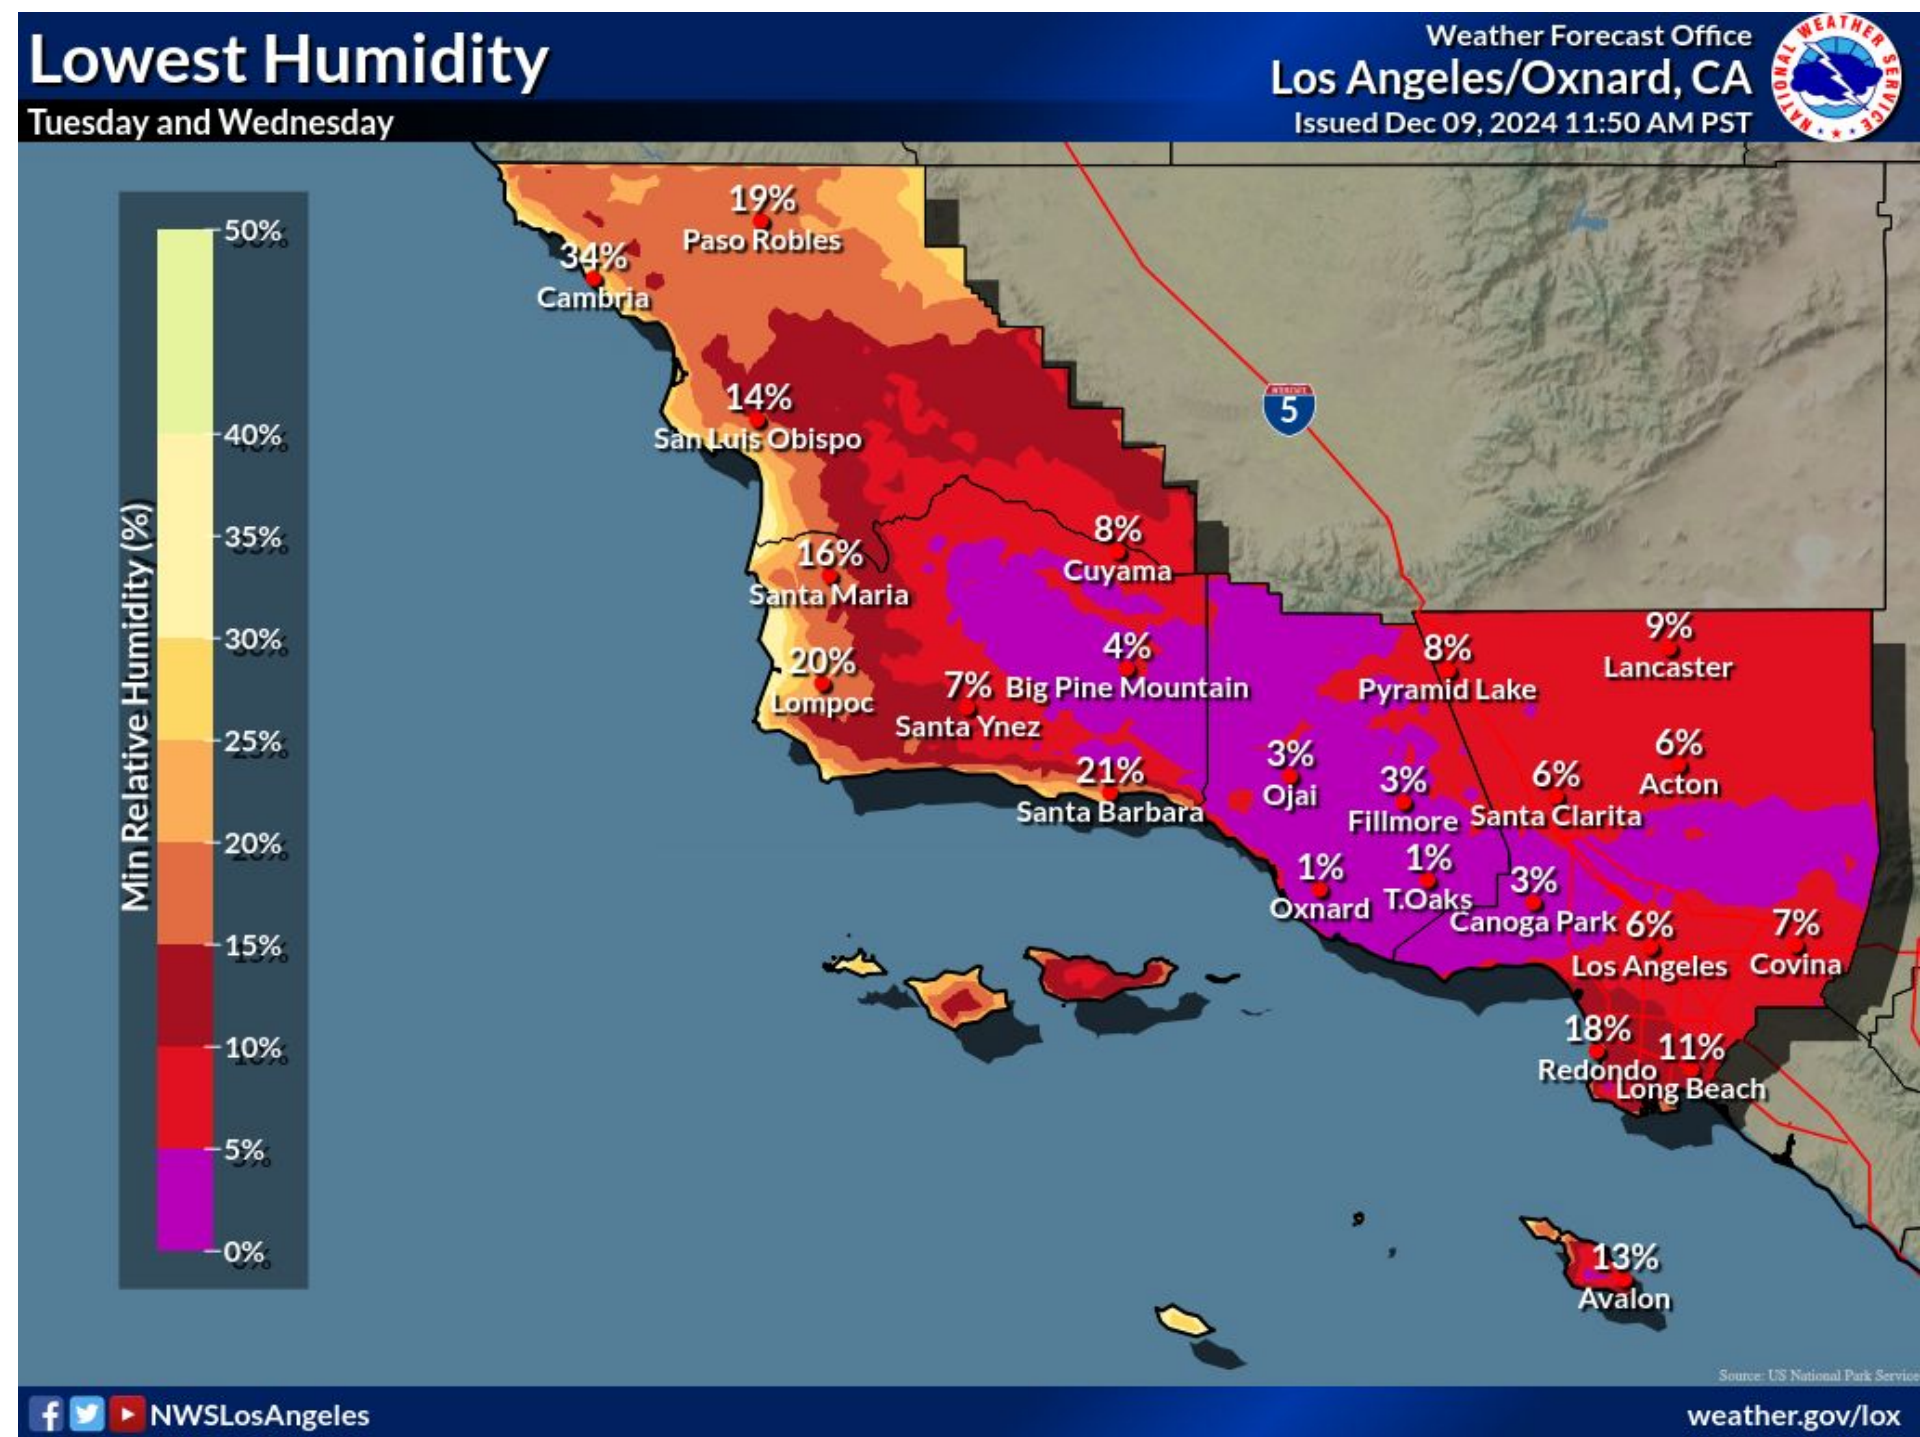 Lowest Humidity
Tuesday and Wednesday
Weather Forecast Office
Los Angeles/Oxnard, CA
Issued Dec 09, 2024 11:50 AM PST
NATIONAL WEATHER SERVICE
Min Relative Humidity (%)
50%
40%
35%
30%
25%
20%
15%
10%
5%
0%
19%
Paso Robles
34%
Cambria
14%
San Luis Obispo
5
8%
Cuyama
16%
Santa Maria
20%
Lompoc
7%
Santa Ynez
4%
Big Pine Mountain
21%
Santa Barbara
8%
Pyramid Lake
9%
Lancaster
3%
Ojai
3%
Fillmore
6%
Santa Clarita
6%
Acton
1%
Oxnard
1%
T.Oaks
3%
Canoga Park
6%
Los Angeles
7%
Covina
18%
Redondo
11%
Long Beach
13%
Avalon
Source: US National Park Service
NWSLosAngeles
weather.gov/lox